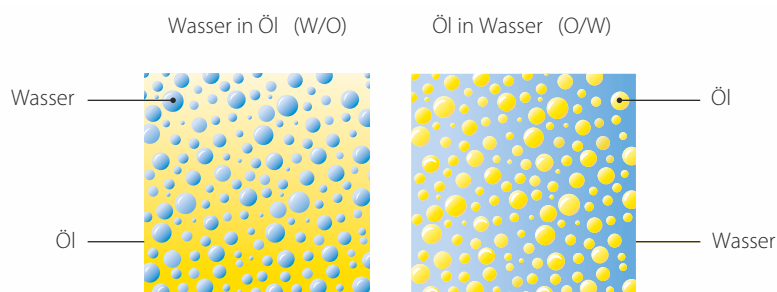 Wasser in Öl (W/O)
Öl in Wasser (O/W)
Wasser
Öl
Öl
Wasser